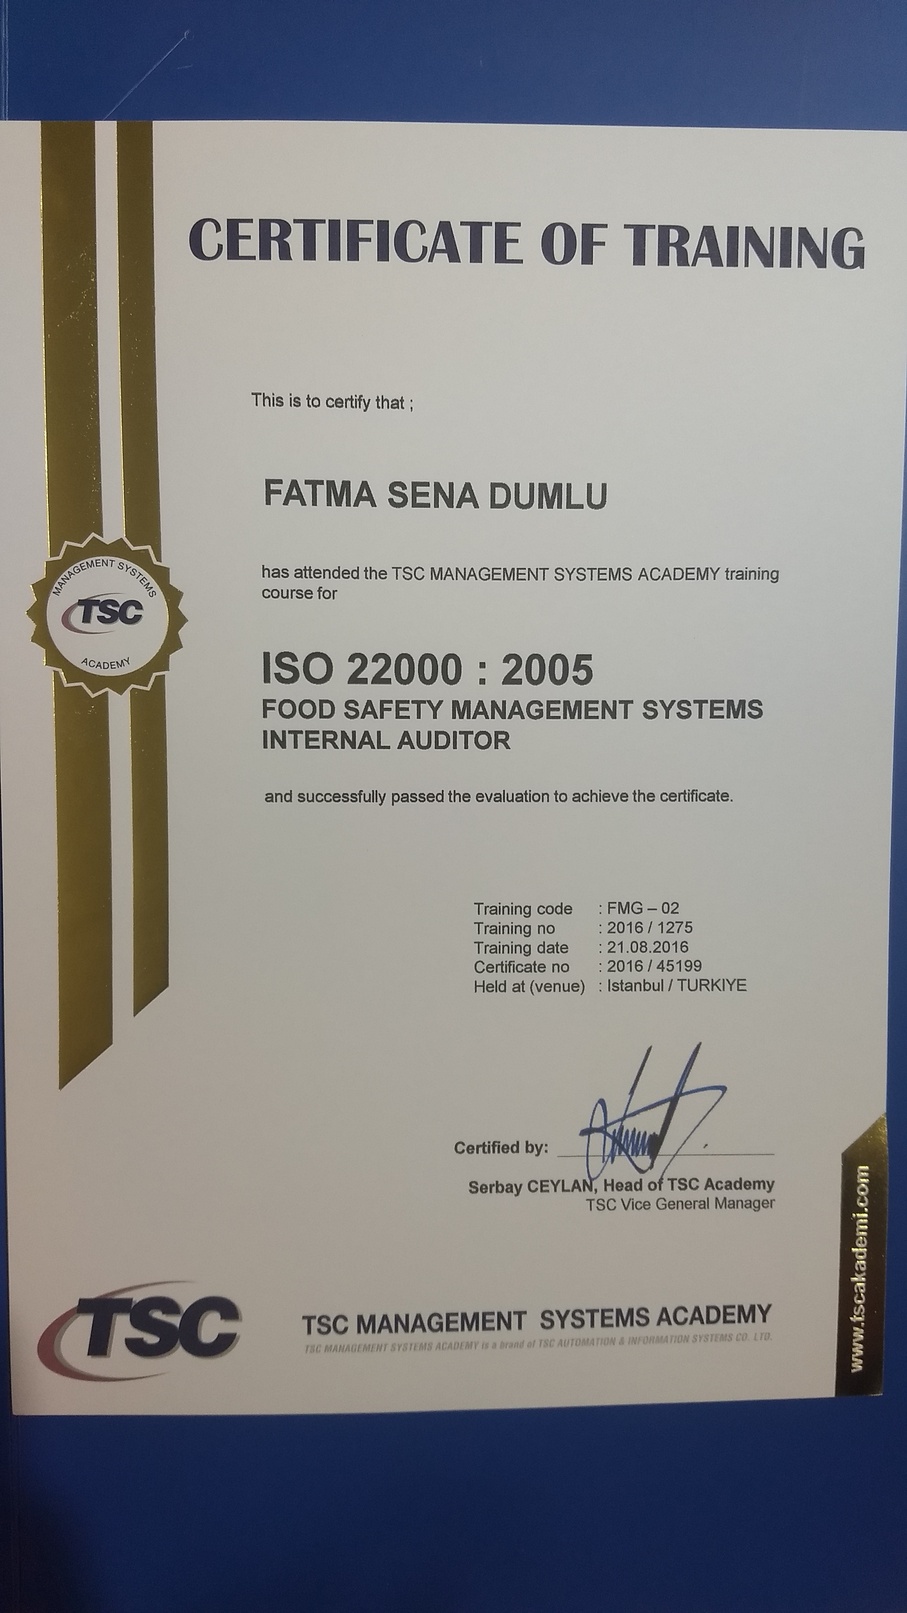 CERTIFICATE OF TRAINING
This is to certify that ;
FATMA SENA DUMLU
has attended the TSC MANAGEMENT SYSTEMS ACADEMY training
course for
MANAGEMENT SYSTEMS
TSC
ACADEMY
ISO 22000 : 2005
FOOD SAFETY MANAGEMENT SYSTEMS
INTERNAL AUDITOR
and successfully passed the evaluation to achieve the certificate.
Training code : FMG – 02
Training no : 2016 / 1275
Training date : 21.08.2016
Certificate no : 2016 / 45199
Held at (venue) : Istanbul / TURKIYE
Certified by:
Serbay CEYLAN, Head of TSC Academy
TSC Vice General Manager
www.tscakademi.com
TSC
TSC MANAGEMENT SYSTEMS ACADEMY
TSC MANAGEMENT SYSTEMS ACADEMY is a brand of TSC AUTOMATION & INFORMATION SYSTEMS CO. LTD.